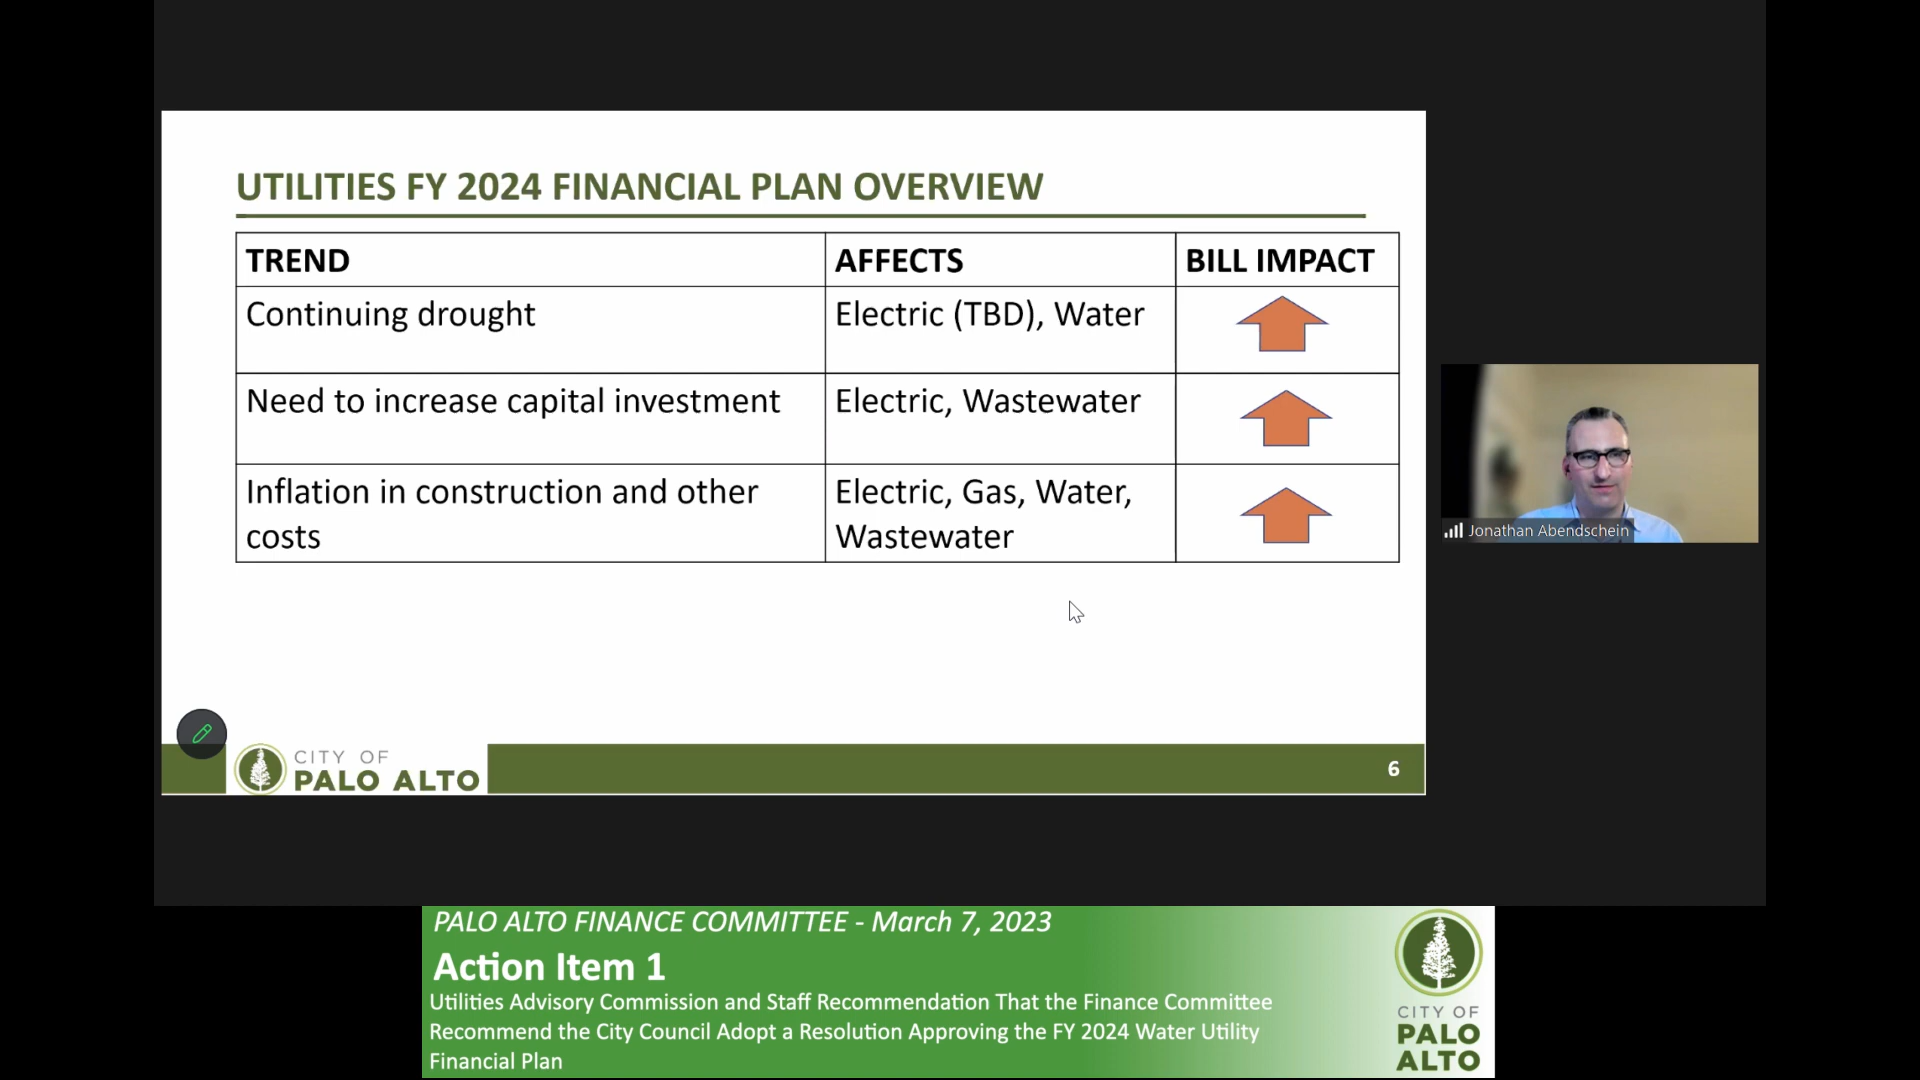 UTILITIES FY 2024 FINANCIAL PLAN OVERVIEW
TREND AFFECTS BILL IMPACT
Continuing drought Electric (TBD), Water
Need to increase capital investment Electric, Wastewater
Inflation in construction and other costs Electric, Gas, Water, Wastewater
CITY OF
PALO ALTO
6
Jonathan Abendschein
PALO ALTO FINANCE COMMITTEE - March 7, 2023
Action Item 1
Utilities Advisory Commission and Staff Recommendation That the Finance Committee
Recommend the City Council Adopt a Resolution Approving the FY 2024 Water Utility
Financial Plan
CITY OF
PALO
ALTO